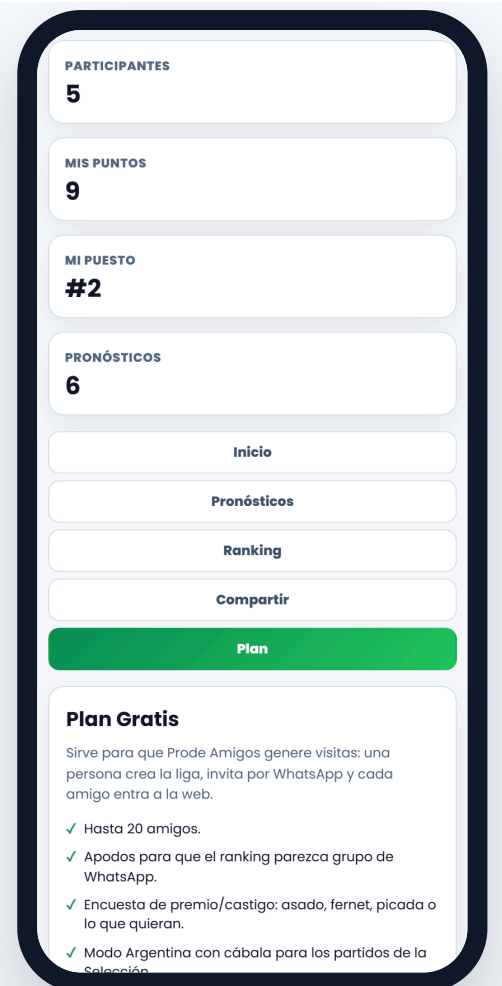 PARTICIPANTES
5
MIS PUNTOS
9
MI PUESTO
#2
PRONÓSTICOS
6
Inicio
Pronósticos
Ranking
Compartir
Plan
Plan Gratis
Sirve para que Prode Amigos genere visitas: una
persona crea la liga, invita por WhatsApp y cada
amigo entra a la web.
✓ Hasta 20 amigos.
✓ Apodos para que el ranking parezca grupo de
WhatsApp.
✓ Encuesta de premio/castigo: asado, fernet, picada o
lo que quieran.
✓ Modo Argentina con cábala para los partidos de la
Selección.